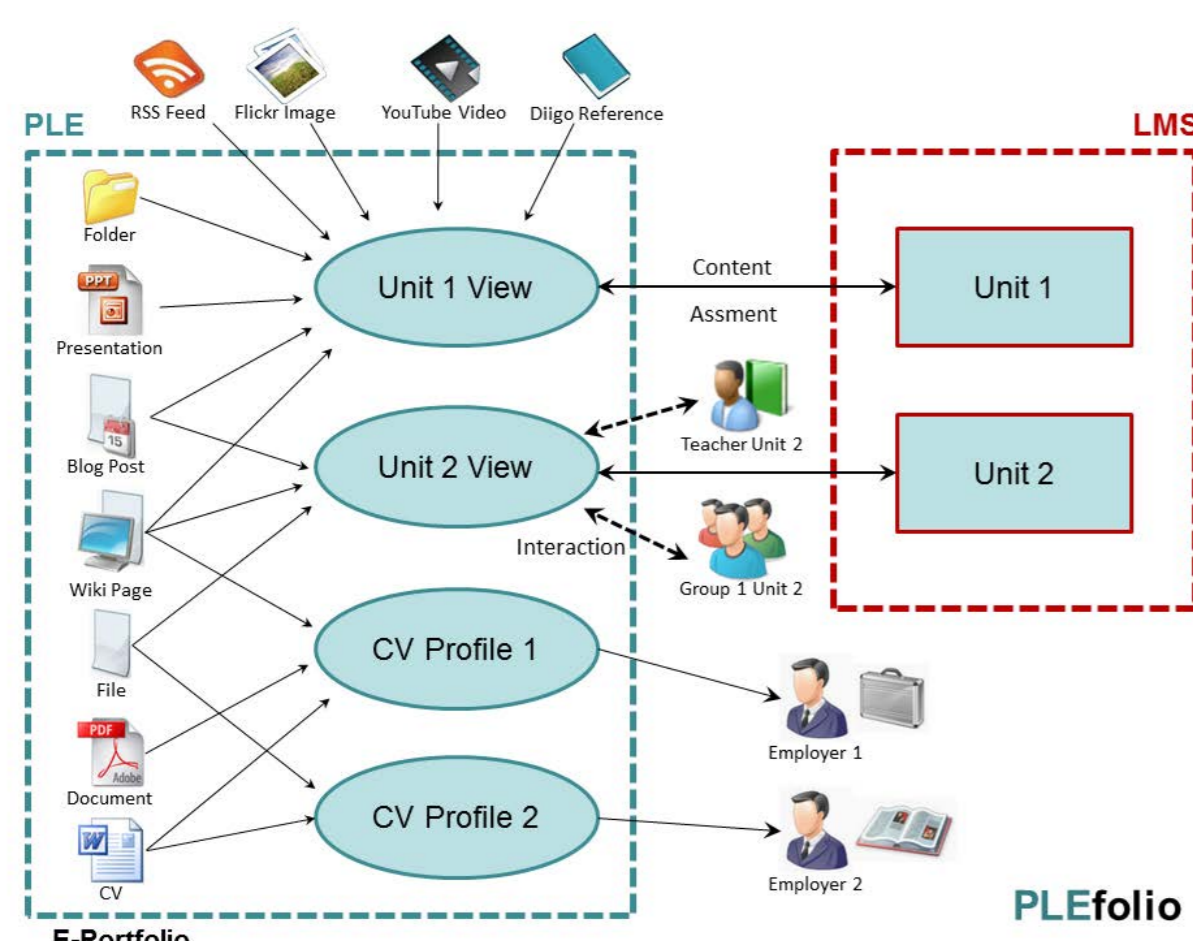 RSS Feed
Flickr Image
YouTube Video
Diigo Reference
PLE
LMS
Folder
PPT
Presentation
15
Blog Post
Wiki Page
File
PDF
Adobe
Document
W
CV
Unit 1 View
Unit 2 View
CV Profile 1
CV Profile 2
Content
Assment
Teacher Unit 2
Interaction
Group 1 Unit 2
Unit 1
Unit 2
Employer 1
Employer 2
PLEfolio
E-Portfolio